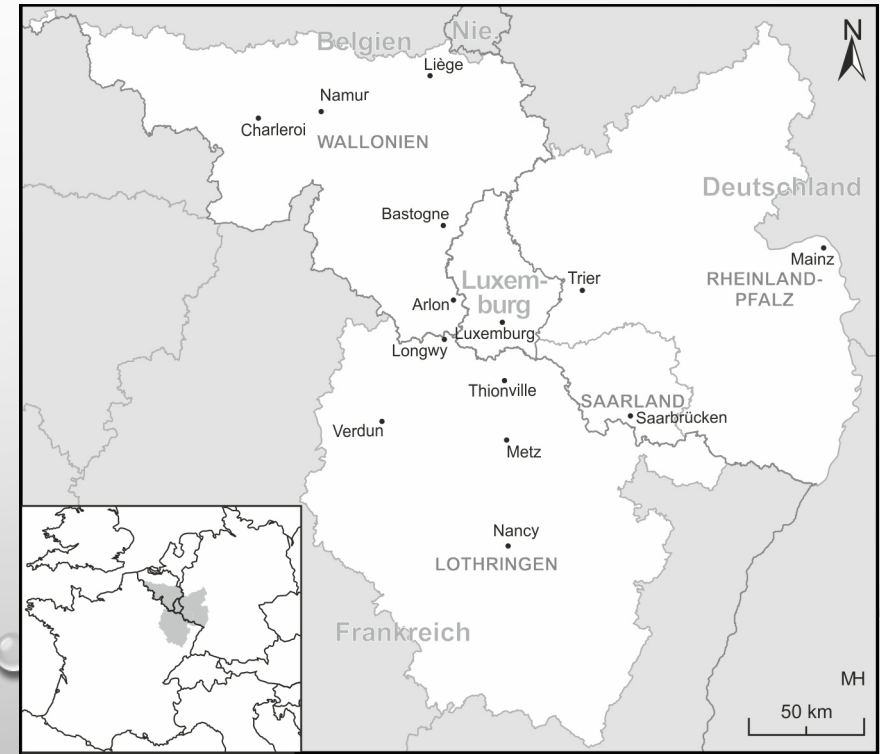 Belgien
Nie.
N
Liège
Namur
Charleroi
WALLONIEN
Bastogne
Deutschland
Mainz
Luxem-
burg
Trier
RHEINLAND-
PFALZ
Arlon
Luxemburg
Longwy
Thionville
SAARLAND
Saarbrücken
Verdun
Metz
Nancy
LOTHRINGEN
Frankreich
MH
50 km